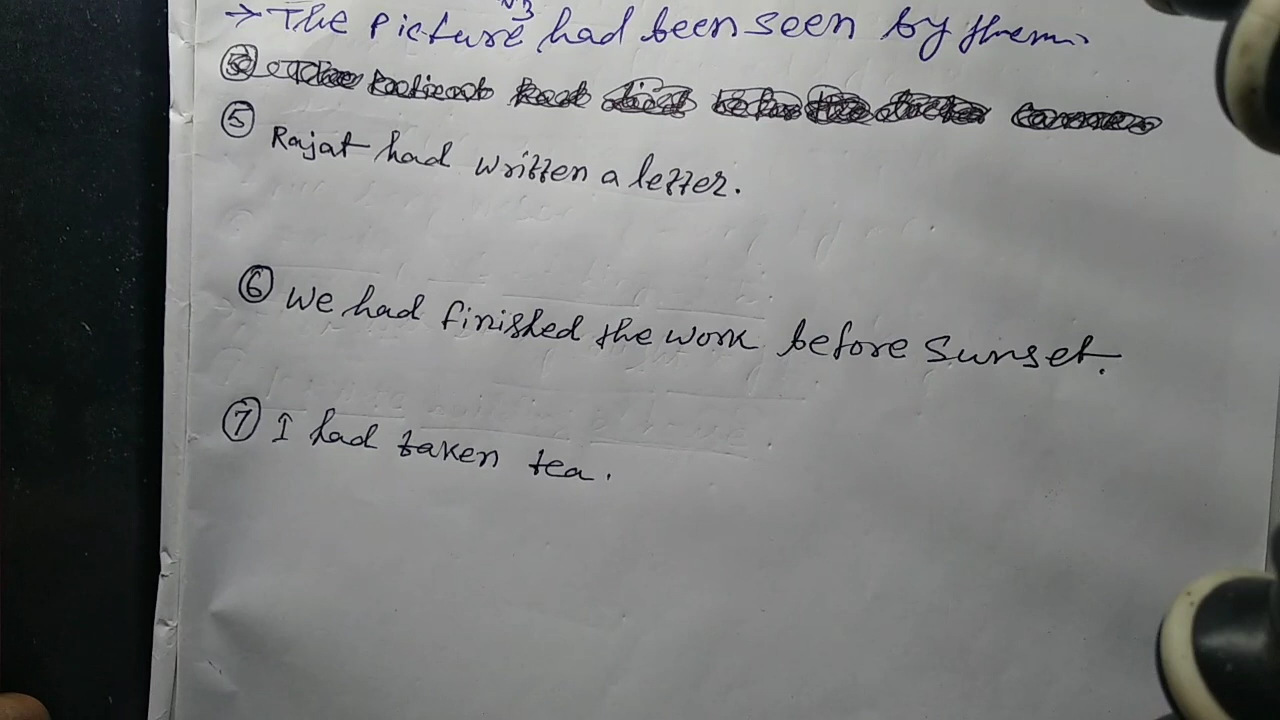 V3
→ The picture had been seen by them.
⑤ Rajat had written a letter.
⑥ We had finished the work before sunset.
⑦ I had taken tea.